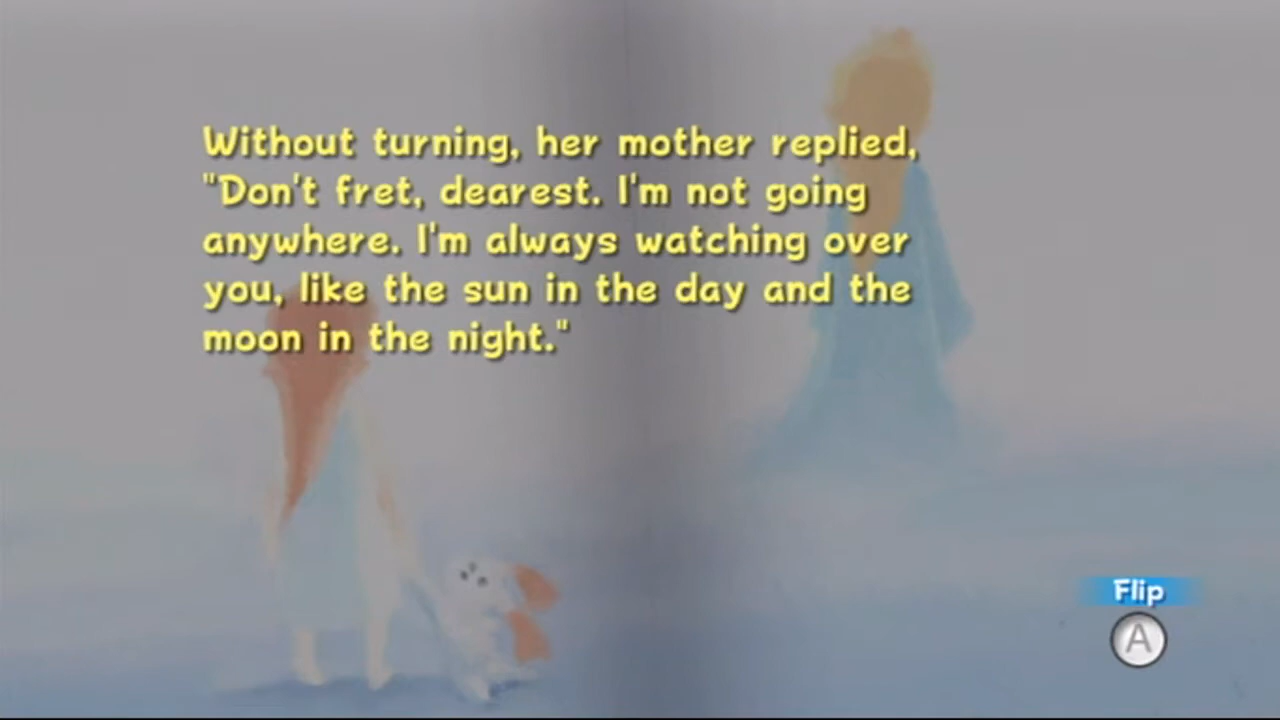 Without turning, her mother replied,
"Don't fret, dearest. I'm not going
anywhere. I'm always watching over
you, like the sun in the day and the
moon in the night."
Flip
A